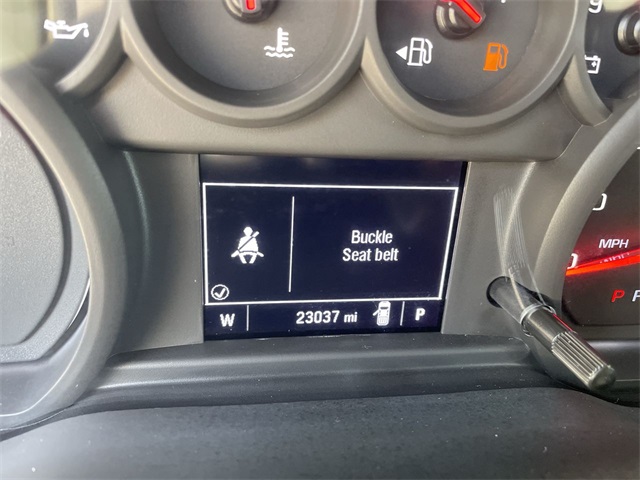 Buckle
Seat belt
W 23037 mi P
MPH
P